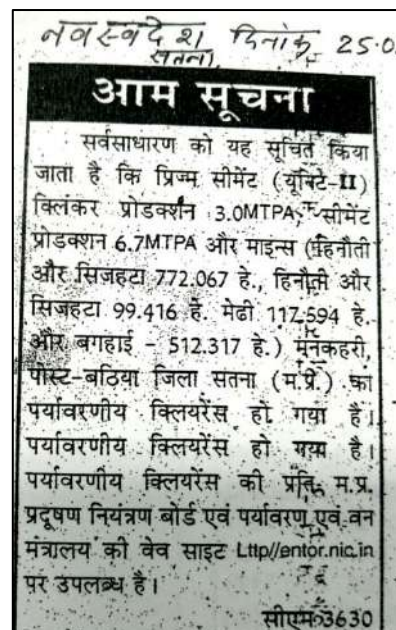 नवस्वदेश दिनांक 25.0
सतना
आम सूचना
सर्वसाधारण को यह सूचित किया
जाता है कि प्रिज्म सीमेंट (यूनिट-II)
क्लिंकर प्रोडक्शन 3.0MTPA, सीमेंट
प्रोडक्शन 6.7MTPA और माइन्स (हिनौती
और सिजहटा 772.067 हे., हिनौती और
सिजहटा 99.416 हे. मेढी 117.594 हे.
और बगहाई - 512.317 हे.) मनकहरी,
पोस्ट-बठिया जिला सतना (म.प्र.) का
पर्यावरणीय क्लियरेंस हो गया है।
पर्यावरणीय क्लियरेंस हो गया है।
पर्यावरणीय क्लियरेंस की प्रति म.प्र.
प्रदूषण नियंत्रण बोर्ड एवं पर्यावरण एवं वन
मंत्रालय की वेव साइट Lttp//entor.nic.in
पर उपलब्ध है।
सीएम 3630